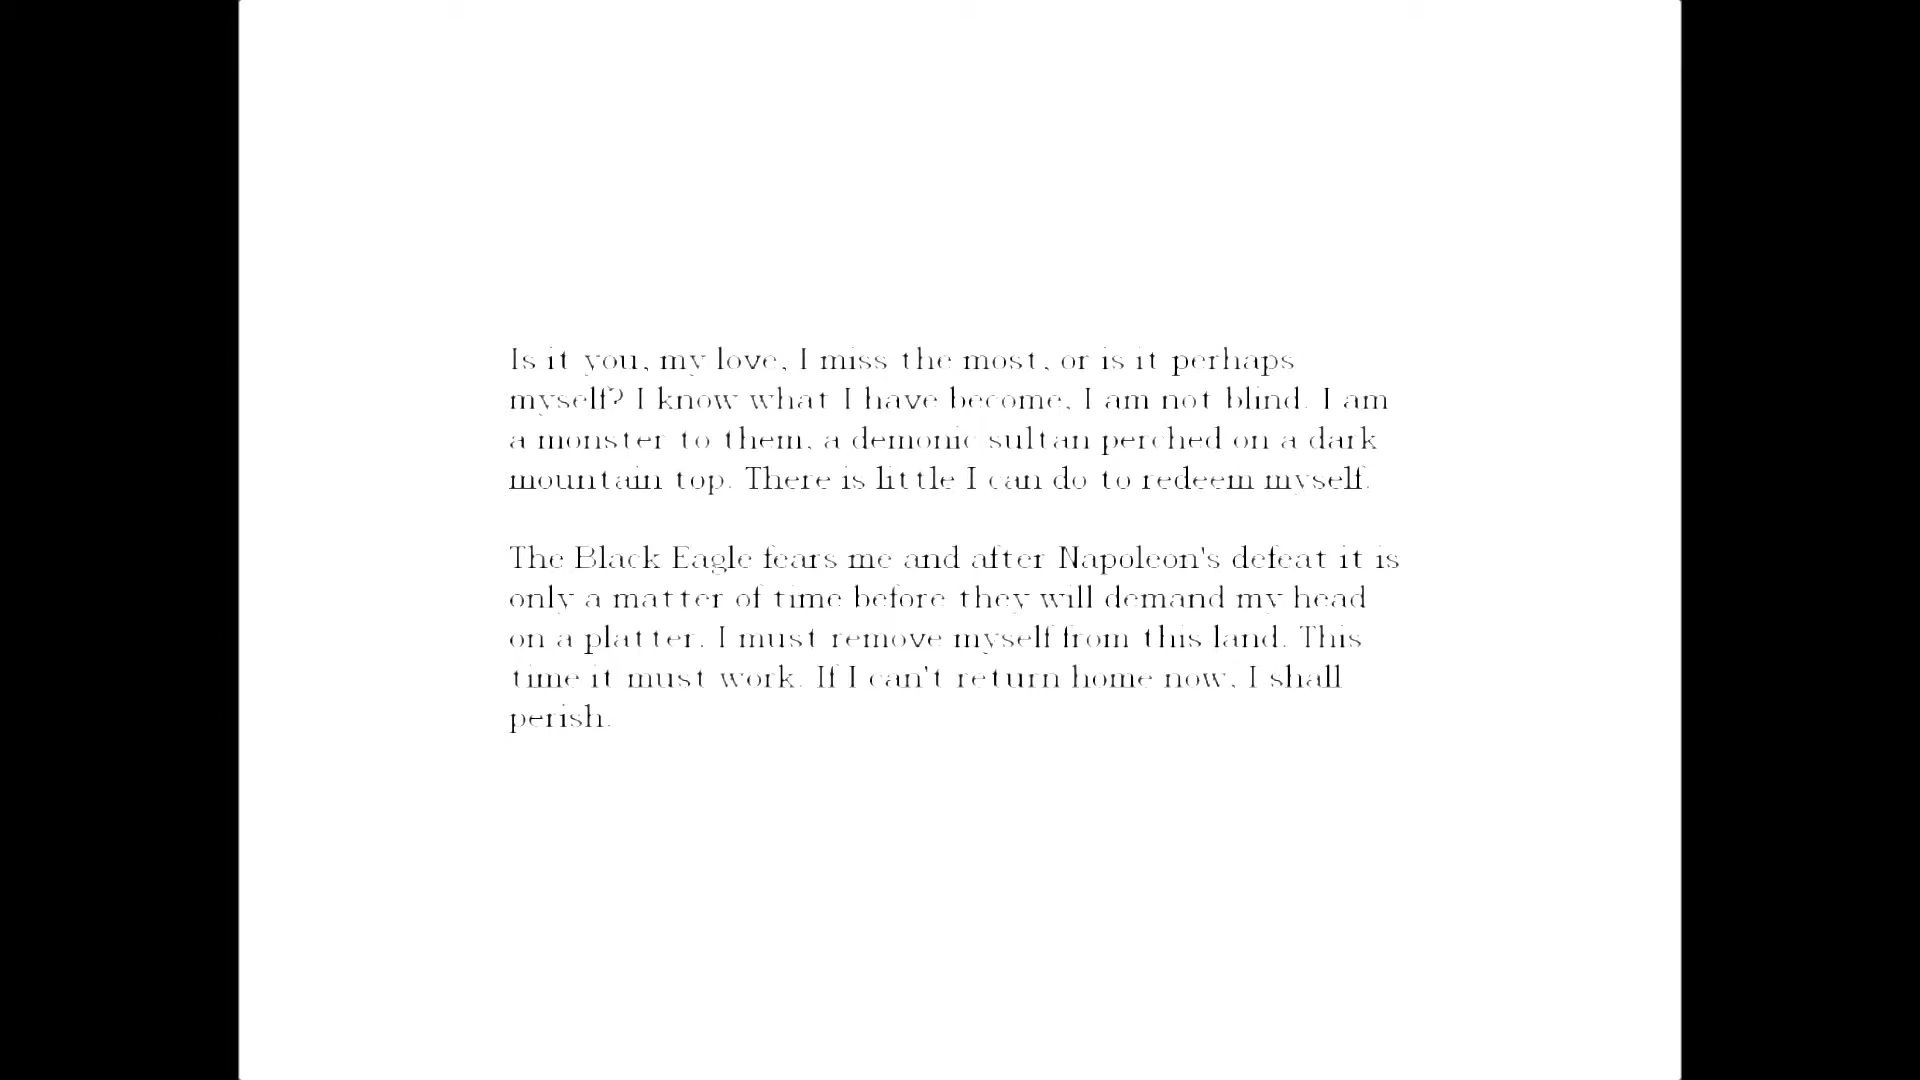 Is it you, my love, I miss the most, or is it perhaps
myself? I know what I have become, I am not blind. I am
a monster to them, a demonic sultan perched on a dark
mountain top. There is little I can do to redeem myself.
The Black Eagle fears me and after Napoleon's defeat it is
only a matter of time before they will demand my head
on a platter. I must remove myself from this land. This
time it must work. If I can't return home now, I shall
perish.